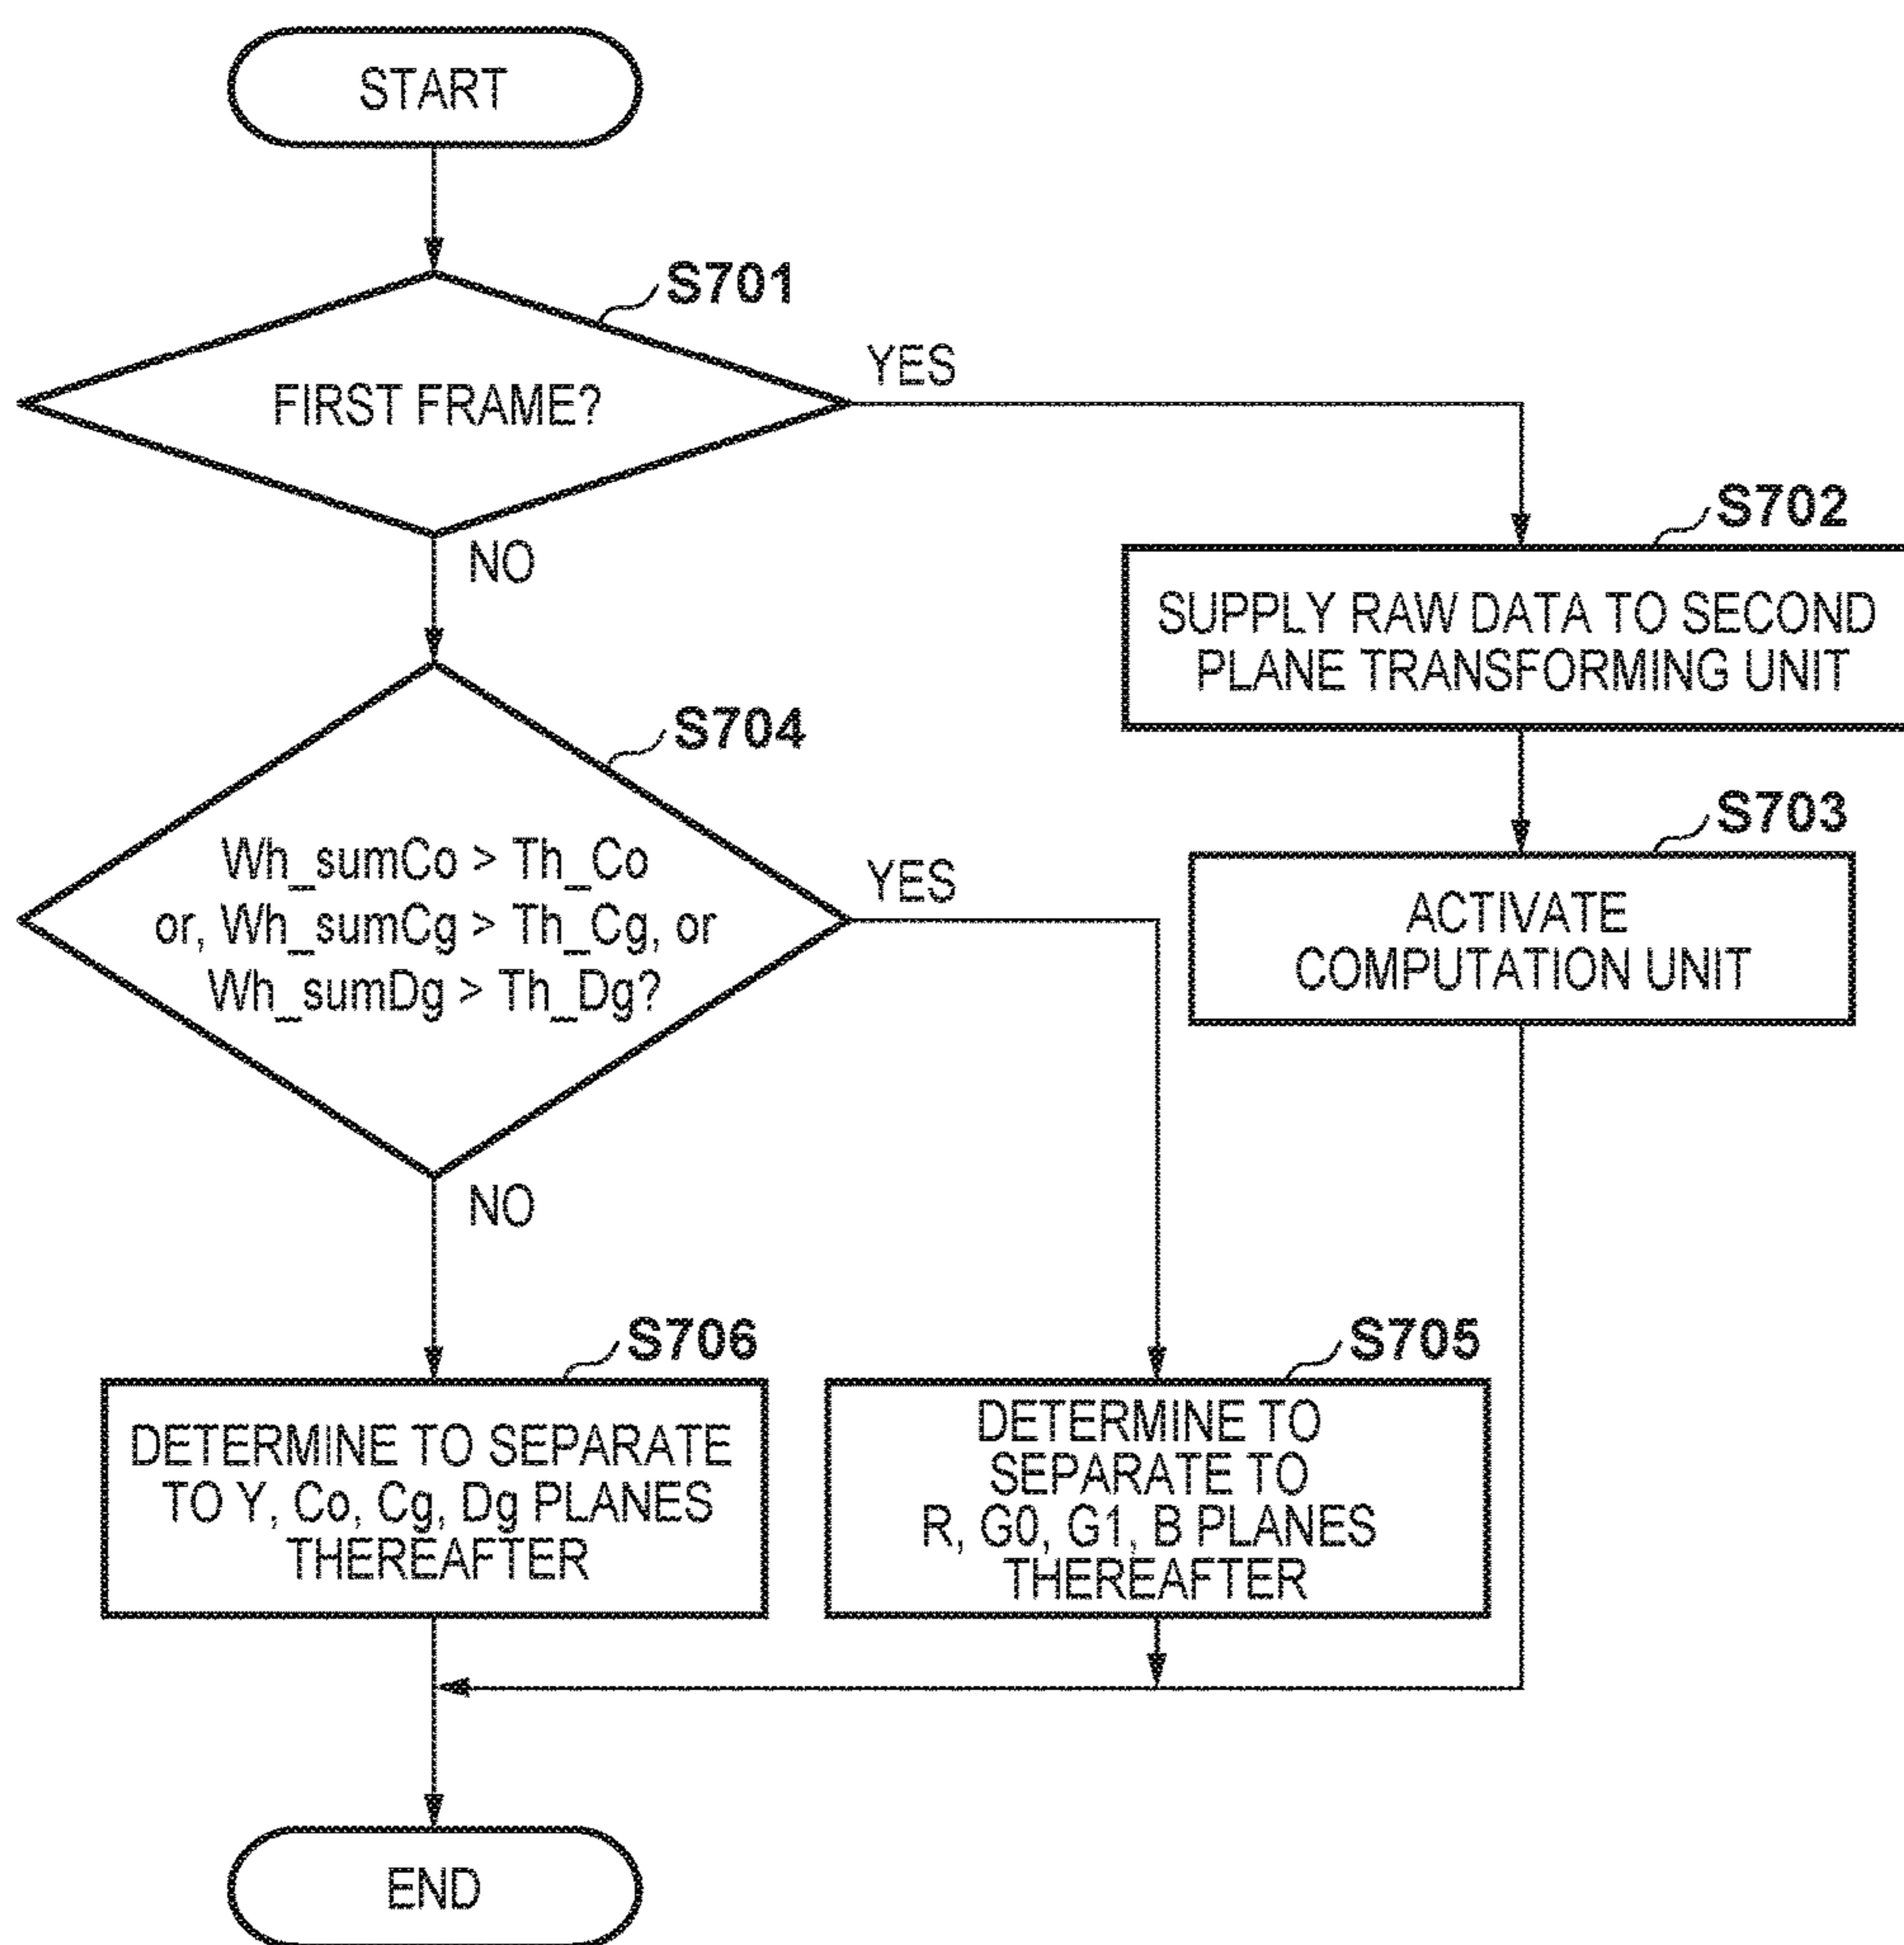 START
S701
FIRST FRAME?
YES
NO
S702
SUPPLY RAW DATA TO SECOND
PLANE TRANSFORMING UNIT
S703
ACTIVATE
COMPUTATION UNIT
S704
Wh_sumCo > Th_Co
or, Wh_sumCg > Th_Cg, or
Wh_sumDg > Th_Dg?
YES
NO
S706
DETERMINE TO SEPARATE
TO Y, Co, Cg, Dg PLANES
THEREAFTER
S705
DETERMINE TO
SEPARATE TO
R, G0, G1, B PLANES
THEREAFTER
END